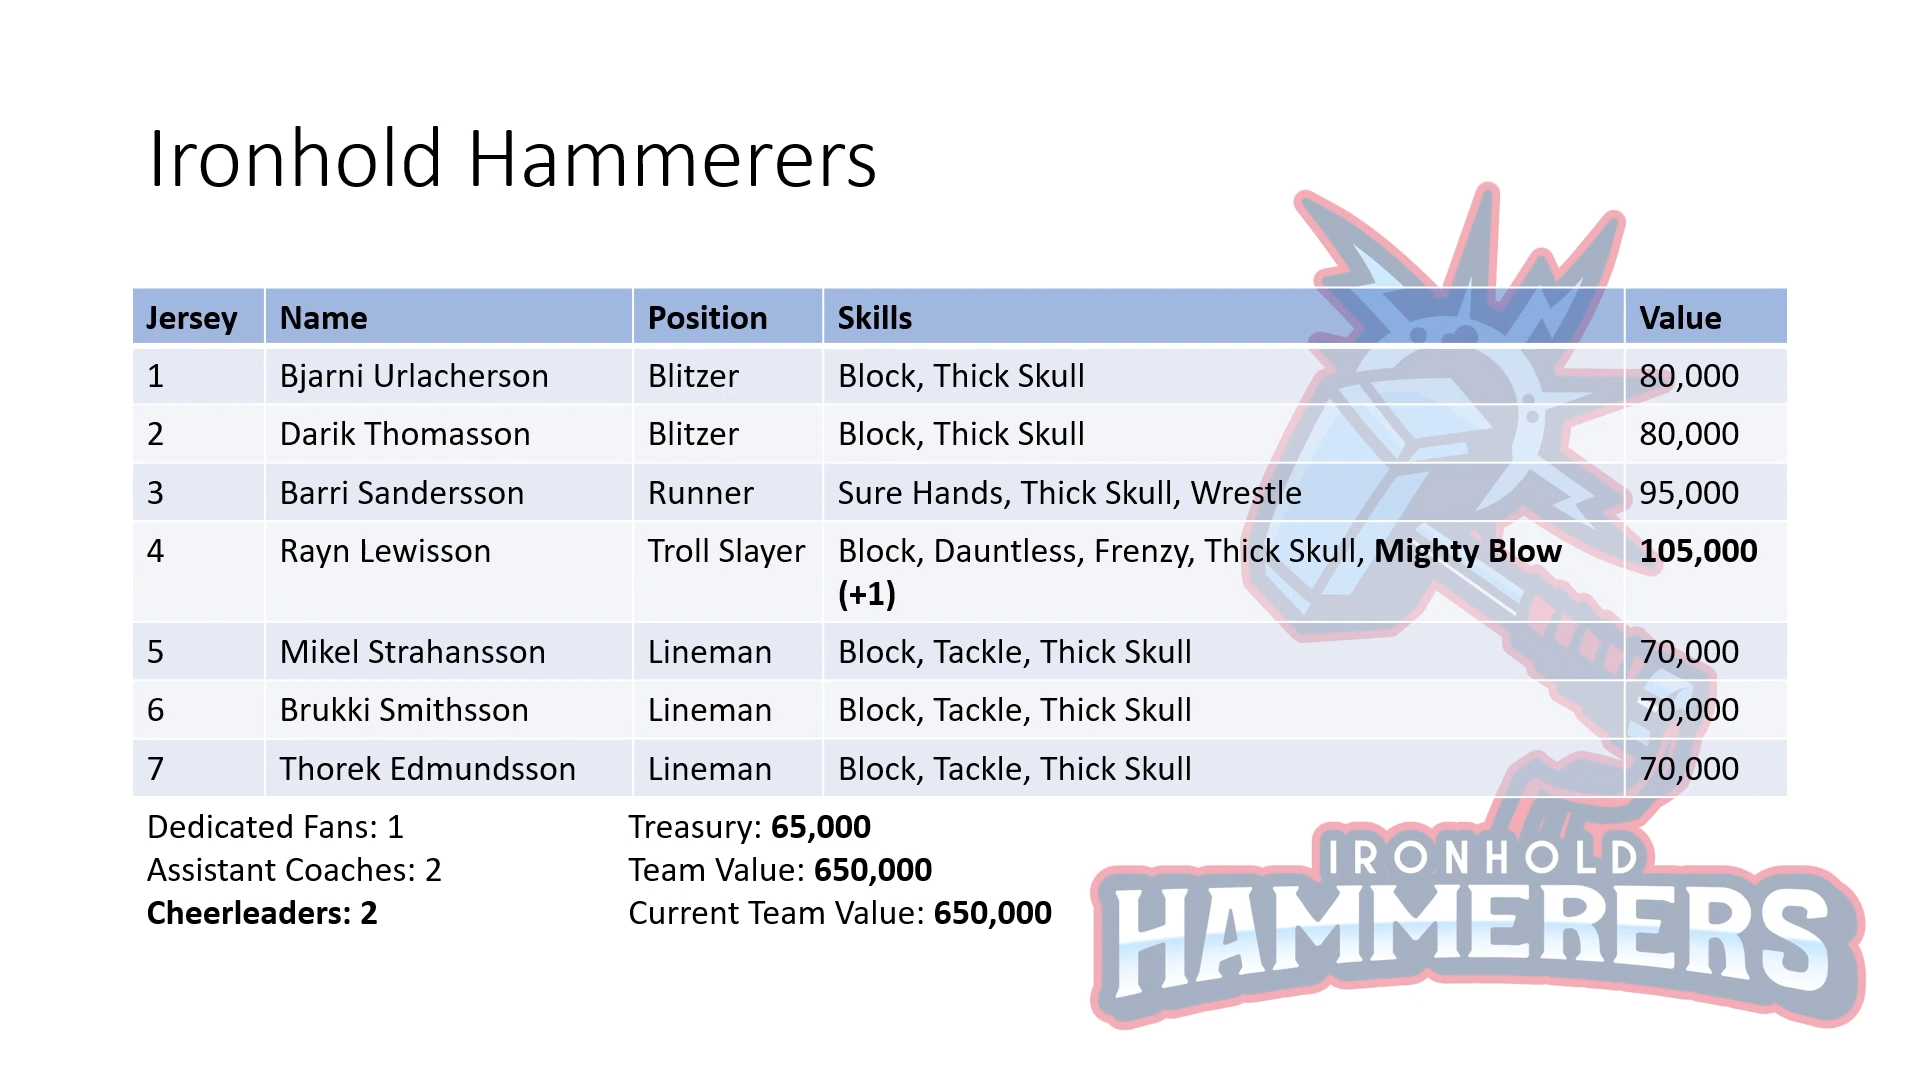 Ironhold Hammerers
Jersey Name Position Skills Value
1 Bjarni Urlacherson Blitzer Block, Thick Skull 80,000
2 Darik Thomasson Blitzer Block, Thick Skull 80,000
3 Barri Sandersson Runner Sure Hands, Thick Skull, Wrestle 95,000
4 Rayn Lewisson Troll Slayer Block, Dauntless, Frenzy, Thick Skull, Mighty Blow 105,000
(+1)
5 Mikel Strahansson Lineman Block, Tackle, Thick Skull 70,000
6 Brukki Smithsson Lineman Block, Tackle, Thick Skull 70,000
7 Thorek Edmundsson Lineman Block, Tackle, Thick Skull 70,000
Dedicated Fans: 1 Treasury: 65,000
Assistant Coaches: 2 Team Value: 650,000
Cheerleaders: 2 Current Team Value: 650,000
IRONHOLD
HAMMERERS